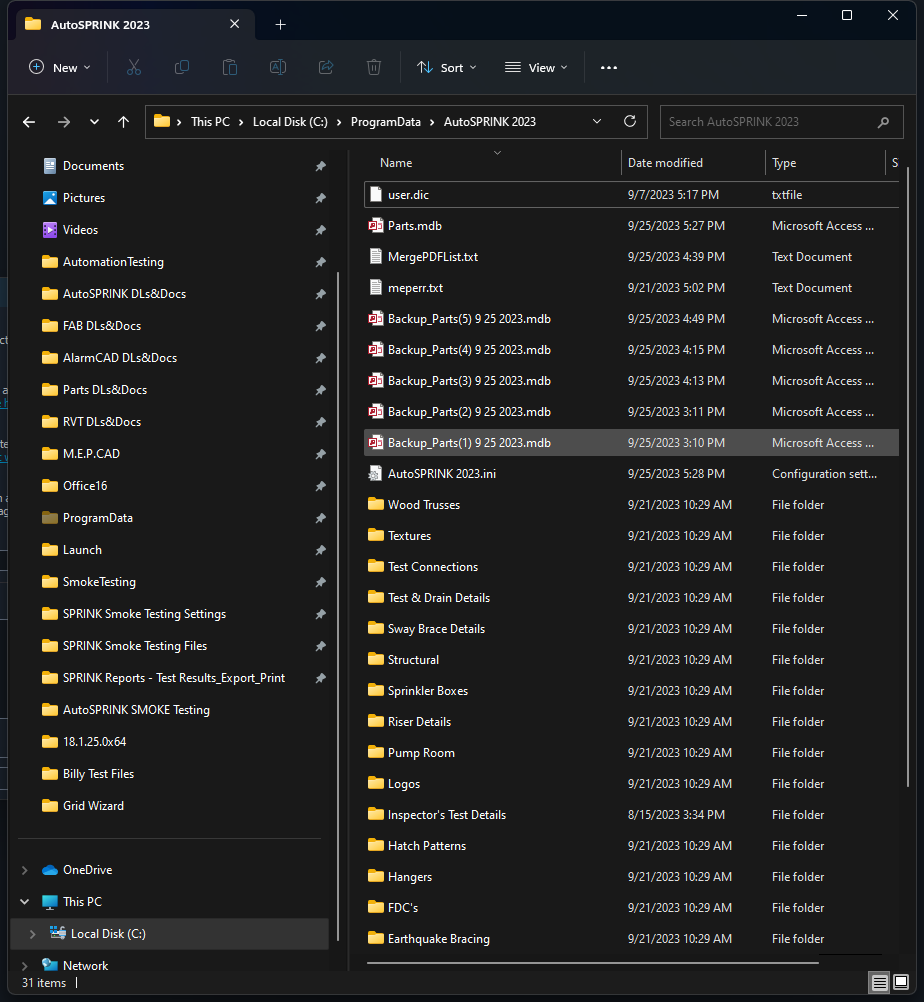 AutoSPRINK 2023
New
Sort
View
This PC > Local Disk (C:) > ProgramData > AutoSPRINK 2023
Search AutoSPRINK 2023
Documents
Pictures
Videos
AutomationTesting
AutoSPRINK DLs&Docs
FAB DLs&Docs
AlarmCAD DLs&Docs
Parts DLs&Docs
RVT DLs&Docs
M.E.P.CAD
Office16
ProgramData
Launch
SmokeTesting
SPRINK Smoke Testing Settings
SPRINK Smoke Testing Files
SPRINK Reports - Test Results_Export_Print
AutoSPRINK SMOKE Testing
18.1.25.0x64
Billy Test Files
Grid Wizard
OneDrive
This PC
Local Disk (C:)
Network
Name Date modified Type S
user.dic 9/7/2023 5:17 PM txtfile
Parts.mdb 9/25/2023 5:27 PM Microsoft Access ...
MergePDFList.txt 9/25/2023 4:39 PM Text Document
meperr.txt 9/21/2023 5:02 PM Text Document
Backup_Parts(5) 9 25 2023.mdb 9/25/2023 4:49 PM Microsoft Access ...
Backup_Parts(4) 9 25 2023.mdb 9/25/2023 4:15 PM Microsoft Access ...
Backup_Parts(3) 9 25 2023.mdb 9/25/2023 4:13 PM Microsoft Access ...
Backup_Parts(2) 9 25 2023.mdb 9/25/2023 3:11 PM Microsoft Access ...
Backup_Parts(1) 9 25 2023.mdb 9/25/2023 3:10 PM Microsoft Access ...
AutoSPRINK 2023.ini 9/25/2023 5:28 PM Configuration sett...
Wood Trusses 9/21/2023 10:29 AM File folder
Textures 9/21/2023 10:29 AM File folder
Test Connections 9/21/2023 10:29 AM File folder
Test & Drain Details 9/21/2023 10:29 AM File folder
Sway Brace Details 9/21/2023 10:29 AM File folder
Structural 9/21/2023 10:29 AM File folder
Sprinkler Boxes 9/21/2023 10:29 AM File folder
Riser Details 9/21/2023 10:29 AM File folder
Pump Room 9/21/2023 10:29 AM File folder
Logos 9/21/2023 10:29 AM File folder
Inspector's Test Details 8/15/2023 3:34 PM File folder
Hatch Patterns 9/21/2023 10:29 AM File folder
Hangers 9/21/2023 10:29 AM File folder
FDC's 9/21/2023 10:29 AM File folder
Earthquake Bracing 9/21/2023 10:29 AM File folder
31 items